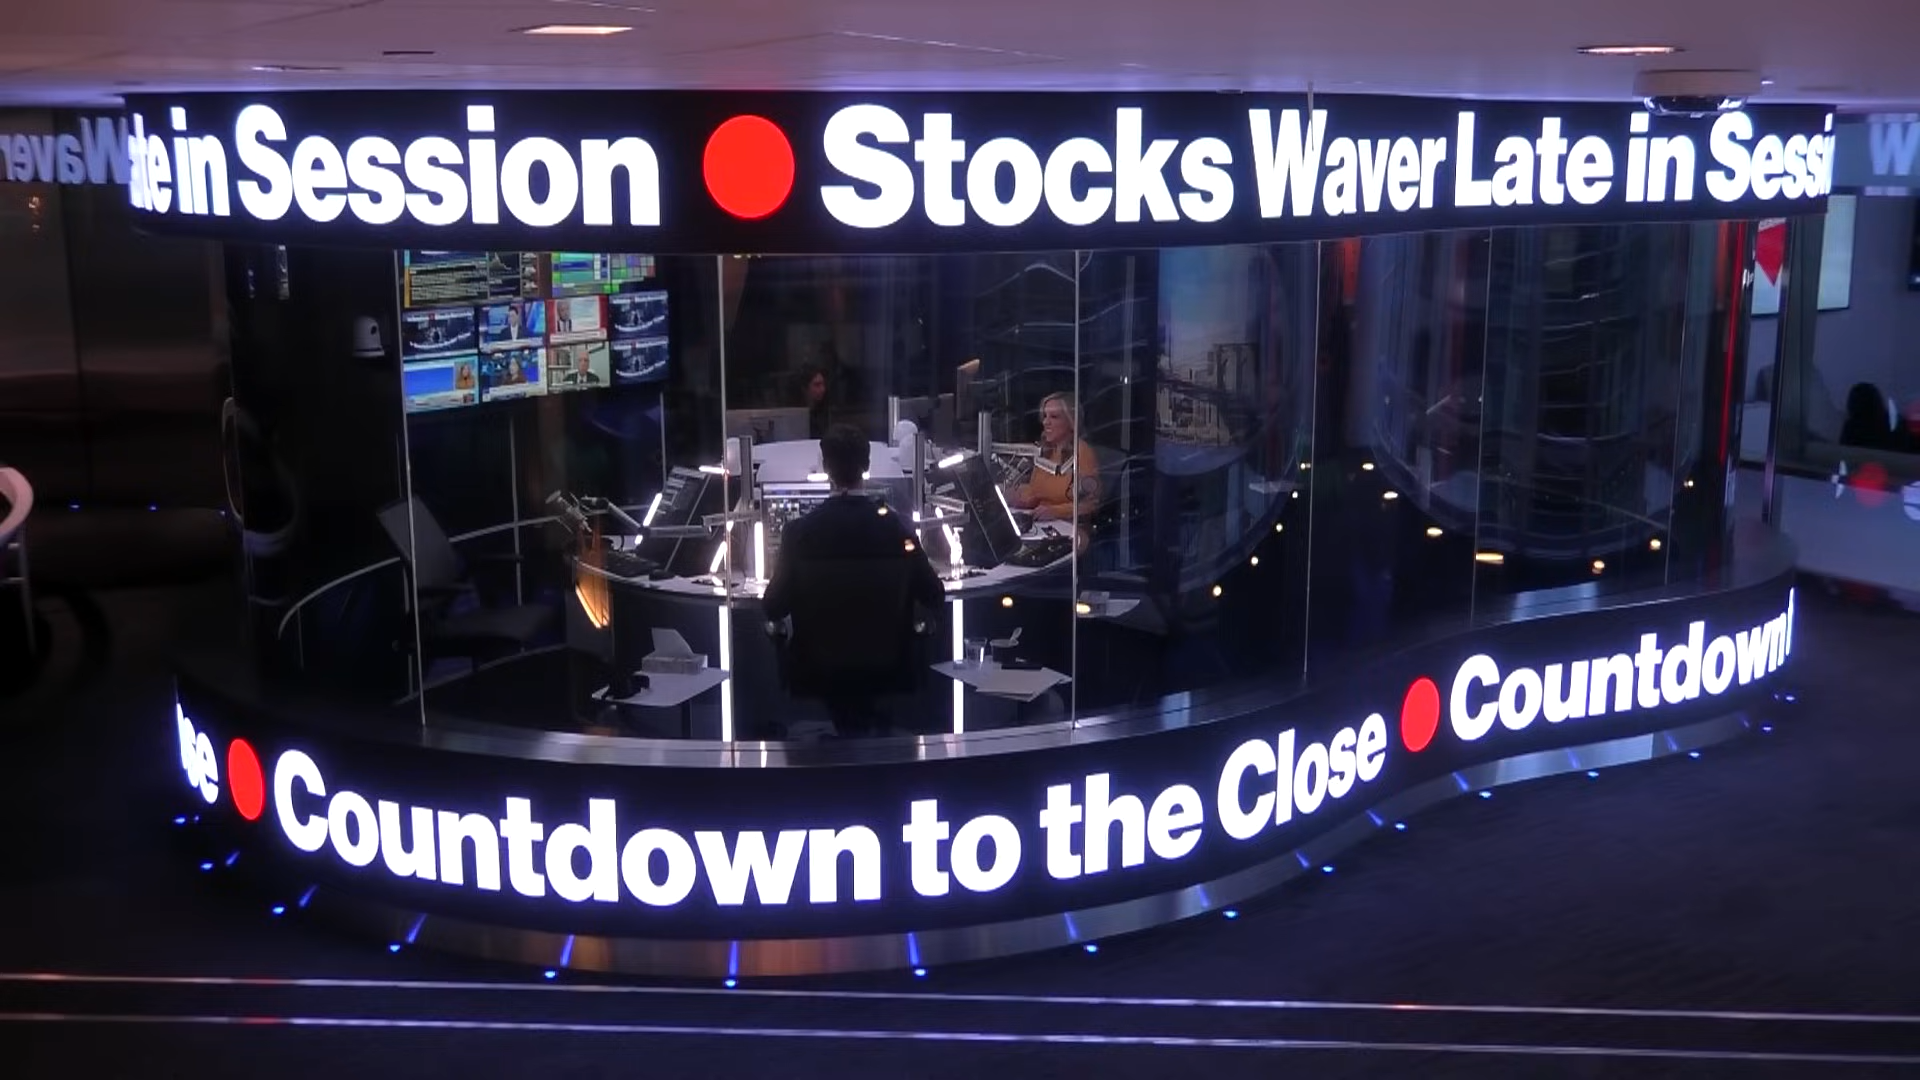 in Session ● Stocks Waver Late in Sessi
Countdown to the Close ● Countdown